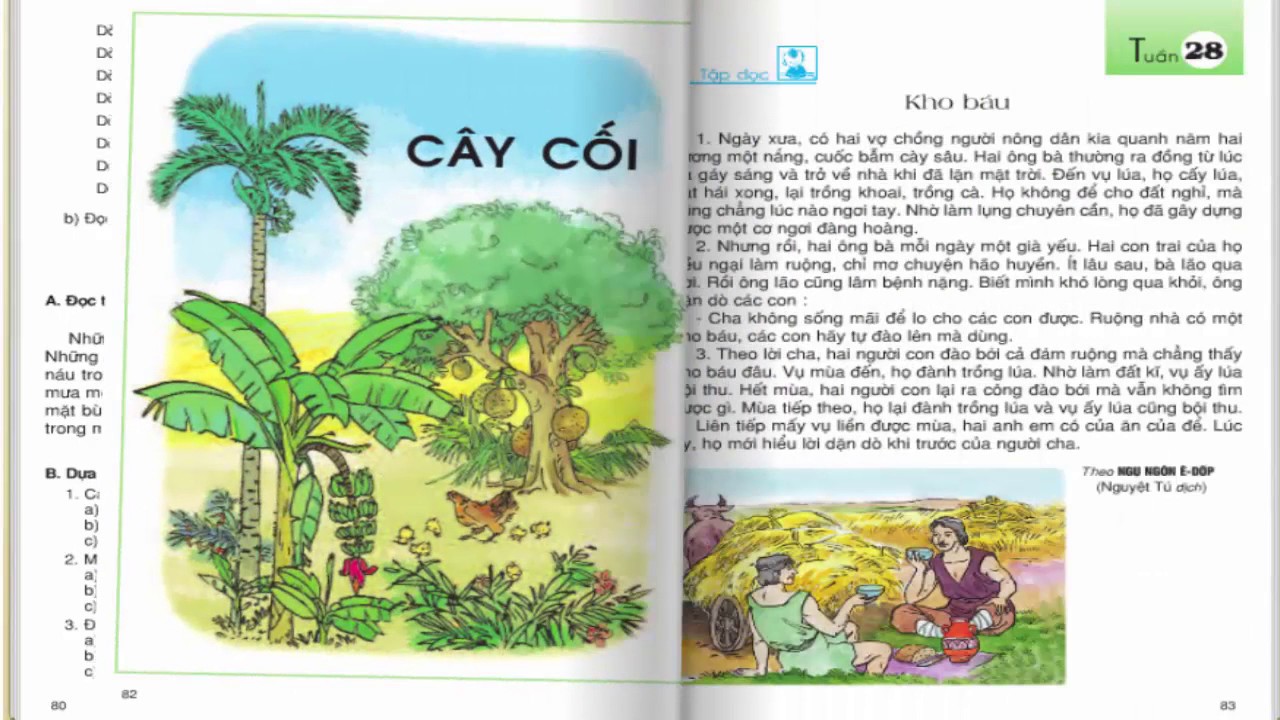 b) Đọ
A. Đọc
Những
náu
mưa
mặt
trong
B. Dựa
1.
a)
b)
c)
2.
a)
b)
c)
3.
a
b
c
80
CÂY CỐI
82
Tuần 28
Tập đọc
Kho báu
1. Ngày xưa, có hai vợ chồng người nông dân kia quanh năm hai
một nắng, cuốc bẫm cày sâu. Hai ông bà thường ra đồng từ lúc
gáy sáng và trở về nhà khi đã lặn mặt trời. Đến vụ lúa, họ cấy lúa,
hái xong, lại trồng khoai, trồng cà. Họ không để cho đất nghỉ, mà
chẳng lúc nào ngơi tay. Nhờ làm lụng chuyên cần, họ đã gây dựng
một cơ ngơi đàng hoàng.
2. Nhưng rồi, hai ông bà mỗi ngày một già yếu. Hai con trai của họ
ngại làm ruộng, chỉ mơ chuyện hão huyền. Ít lâu sau, bà lão qua
Rồi ông lão cũng lâm bệnh nặng. Biết mình khó lòng qua khỏi, ông
dò các con :
- Cha không sống mãi để lo cho các con được. Ruộng nhà có một
báu, các con hãy tự đào lên mà dùng.
3. Theo lời cha, hai người con đào bới cả đám ruộng mà chẳng thấy
báu đâu. Vụ mùa đến, họ đành trồng lúa. Nhờ làm đất kĩ, vụ ấy lúa
thu. Hết mùa, hai người con lại ra công đào bới mà vẫn không tìm
gì. Mùa tiếp theo, họ lại đành trồng lúa và vụ ấy lúa cũng bội thu.
Liên tiếp mấy vụ liền được mùa, hai anh em có của ăn của để. Lúc
họ mới hiểu lời dặn dò khi trước của người cha.
Theo NGỤ NGÔN Ê-DỐP
(Nguyệt Tú dịch)
83